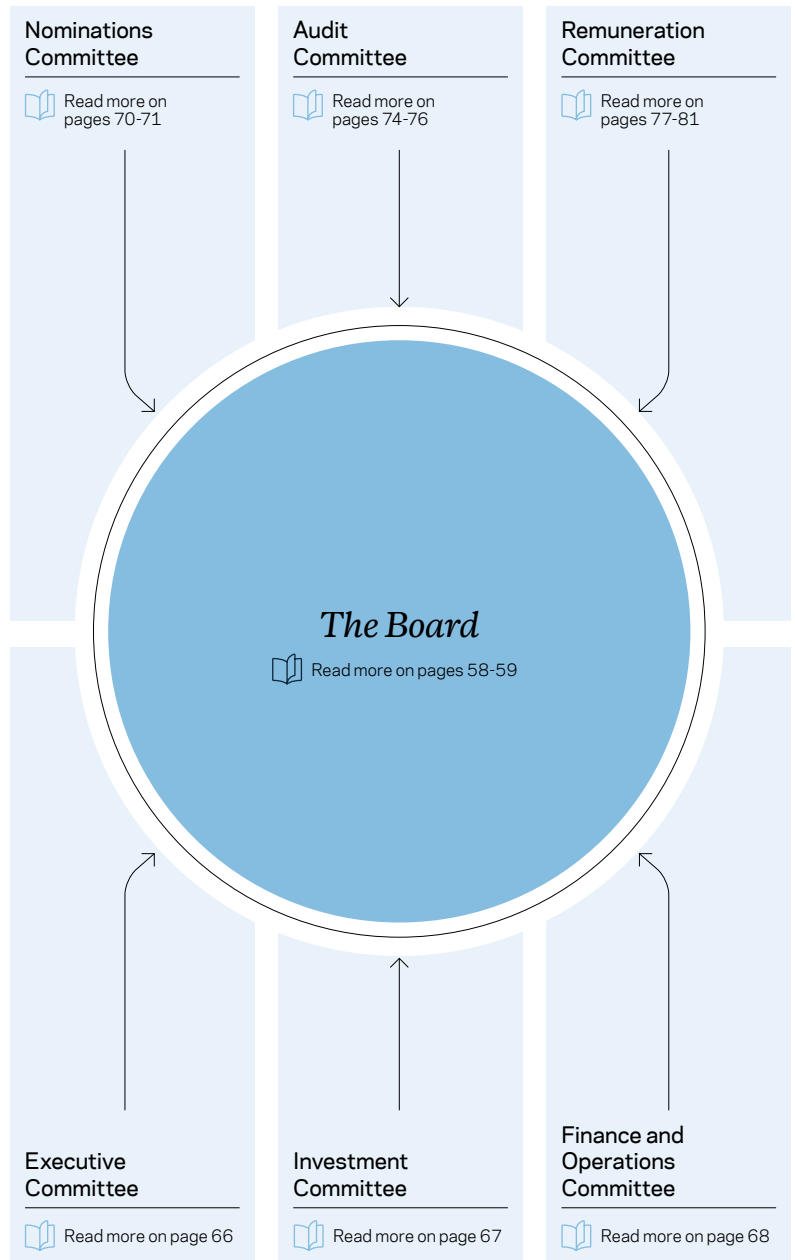 Nominations
Committee
Read more on
pages 70-71
Audit
Committee
Read more on
pages 74-76
Remuneration
Committee
Read more on
pages 77-81
The Board
Read more on pages 58-59
Executive
Committee
Read more on page 66
Investment
Committee
Read more on page 67
Finance and
Operations
Committee
Read more on page 68